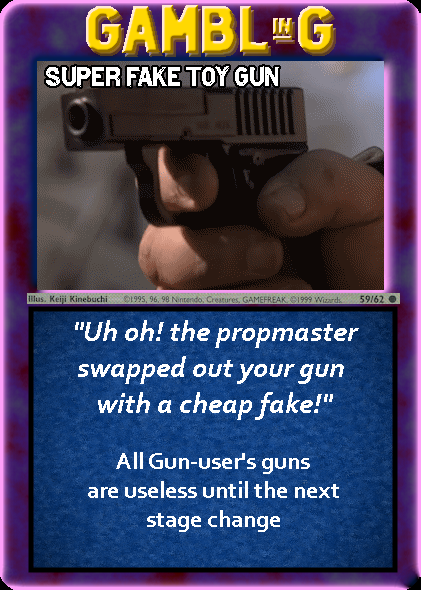 GAMBLING
SUPER FAKE TOY GUN
Illus. Keiji Kinebuchi ©1995, 96, 98 Nintendo, Creatures, GAMEFREAK. ©1999 Wizards. 59/62
"Uh oh! the propmaster
swapped out your gun
with a cheap fake!"
All Gun-user's guns
are useless until the next
stage change